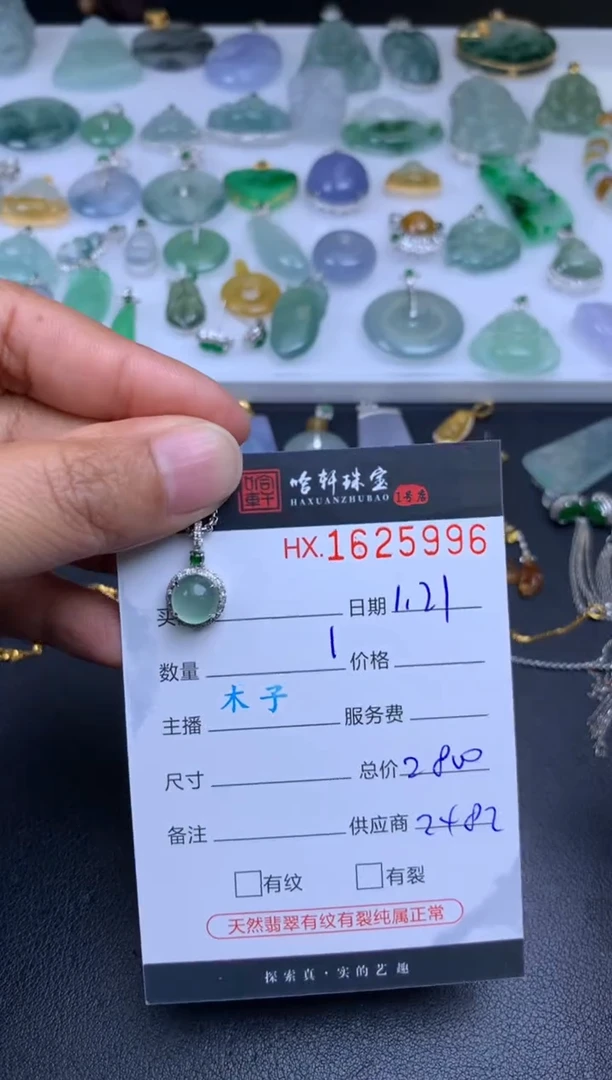 哈轩珠宝
HAXUANZHUBAO 1号店
HX.1625996
买 日期 1.21
数量 1 价格
木子
主播 服务费
尺寸 总价 2800
备注 供应商 2482
有纹 有裂
天然翡翠有纹有裂纯属正常
探索真·实的艺趣